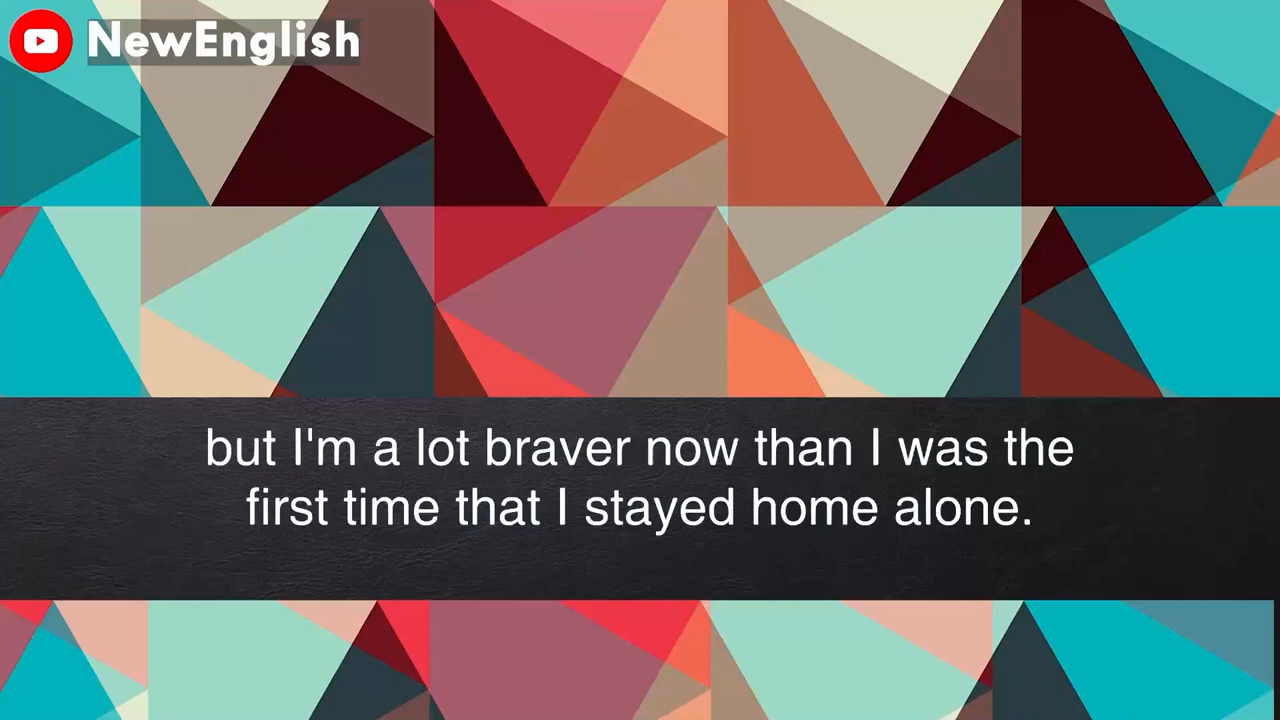 NewEnglish
but I'm a lot braver now than I was the
first time that I stayed home alone.